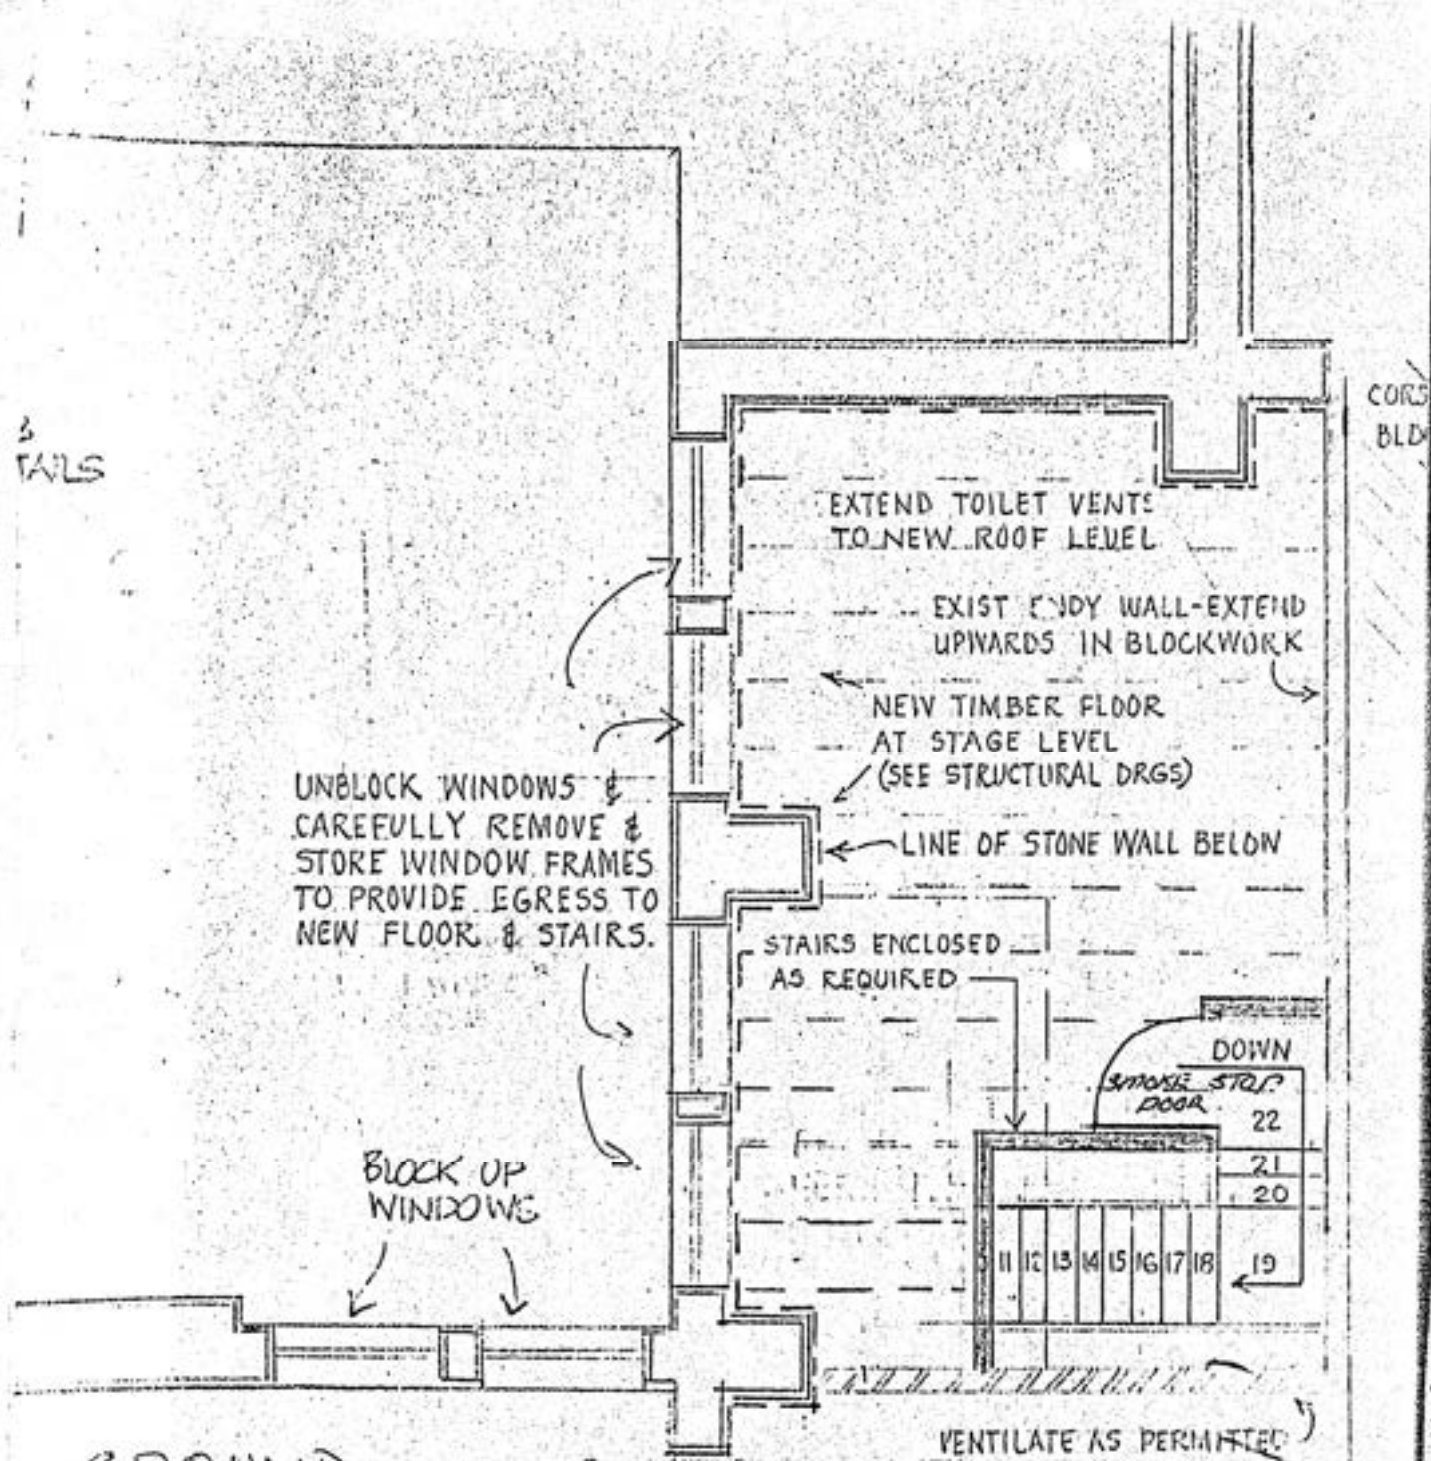 CORS
BLD
TAILS
EXTEND TOILET VENTS
TO NEW ROOF LEVEL
EXIST WALL-EXTEND
UPWARDS IN BLOCKWORK
NEW TIMBER FLOOR
AT STAGE LEVEL
(SEE STRUCTURAL DRGS)
UNBLOCK WINDOWS &
CAREFULLY REMOVE &
STORE WINDOW FRAMES
TO PROVIDE EGRESS TO
NEW FLOOR & STAIRS.
LINE OF STONE WALL BELOW
STAIRS ENCLOSED
AS REQUIRED
DOWN
SMOKE STOP
DOOR
22
21
20
11 12 13 14 15 16 17 18 19
BLOCK UP
WINDOWS
VENTILATE AS PERMITTED